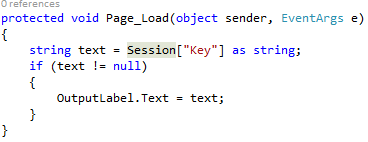 0 references
protected void Page_Load(object sender, EventArgs e)
{
    string text = Session["Key"] as string;
    if (text != null)
    {
        OutputLabel.Text = text;
    }
}